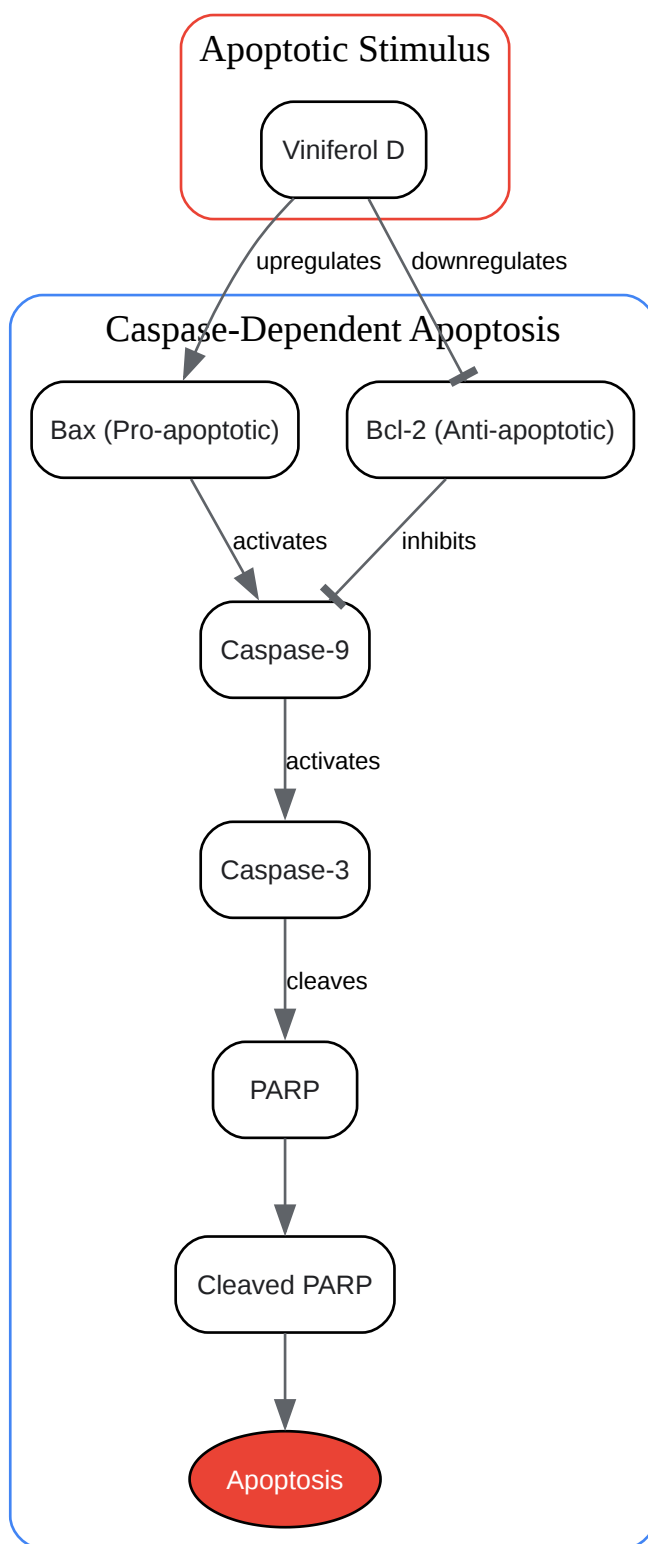 Apoptotic Stimulus
Viniferol D
upregulates
downregulates
Caspase-Dependent Apoptosis
Bax (Pro-apoptotic)
Bcl-2 (Anti-apoptotic)
activates
inhibits
Caspase-9
activates
Caspase-3
cleaves
PARP
Cleaved PARP
Apoptosis